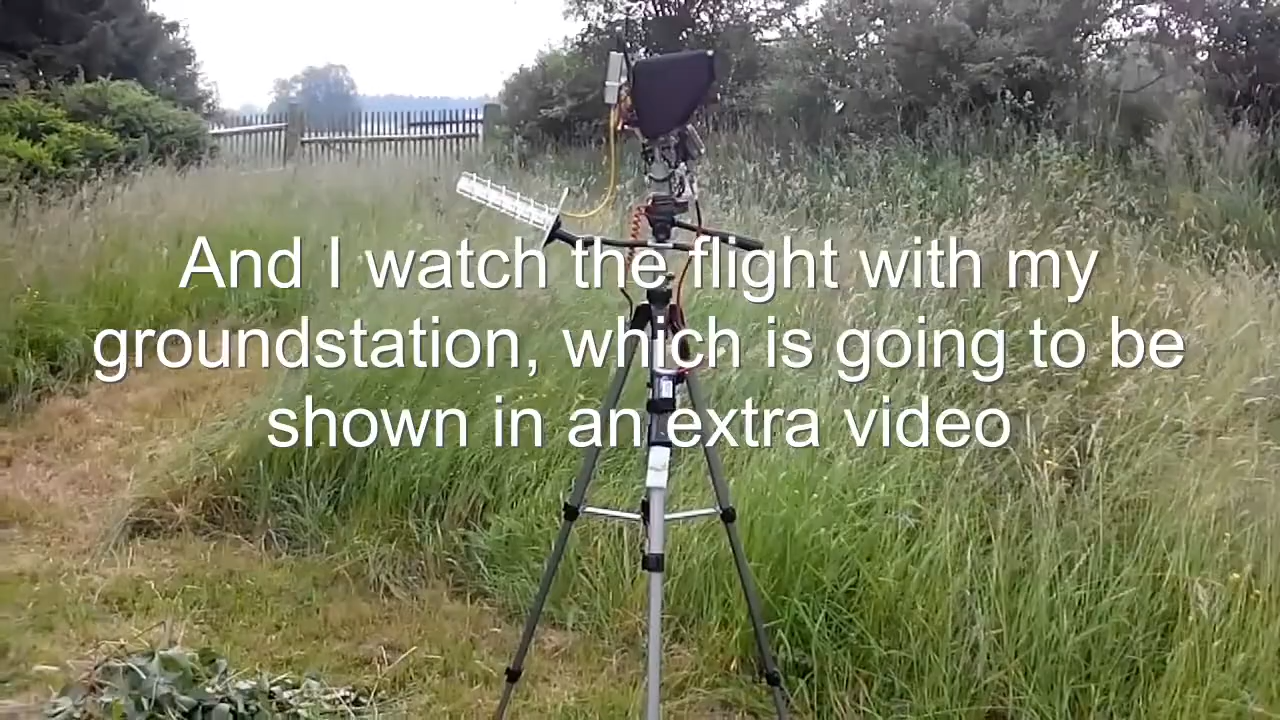 And I watch the flight with my
groundstation, which is going to be
shown in an extra video